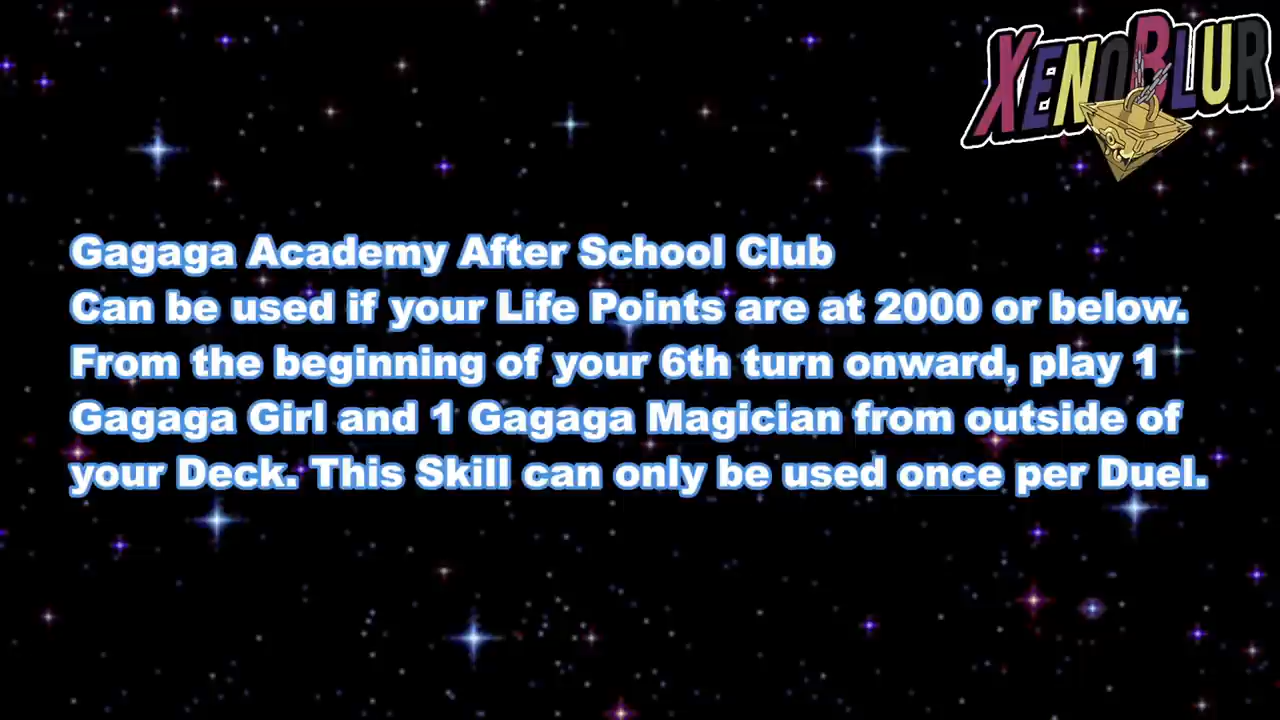 XENOBLUR
Gagaga Academy After School Club
Can be used if your Life Points are at 2000 or below.
From the beginning of your 6th turn onward, play 1
Gagaga Girl and 1 Gagaga Magician from outside of
your Deck. This Skill can only be used once per Duel.